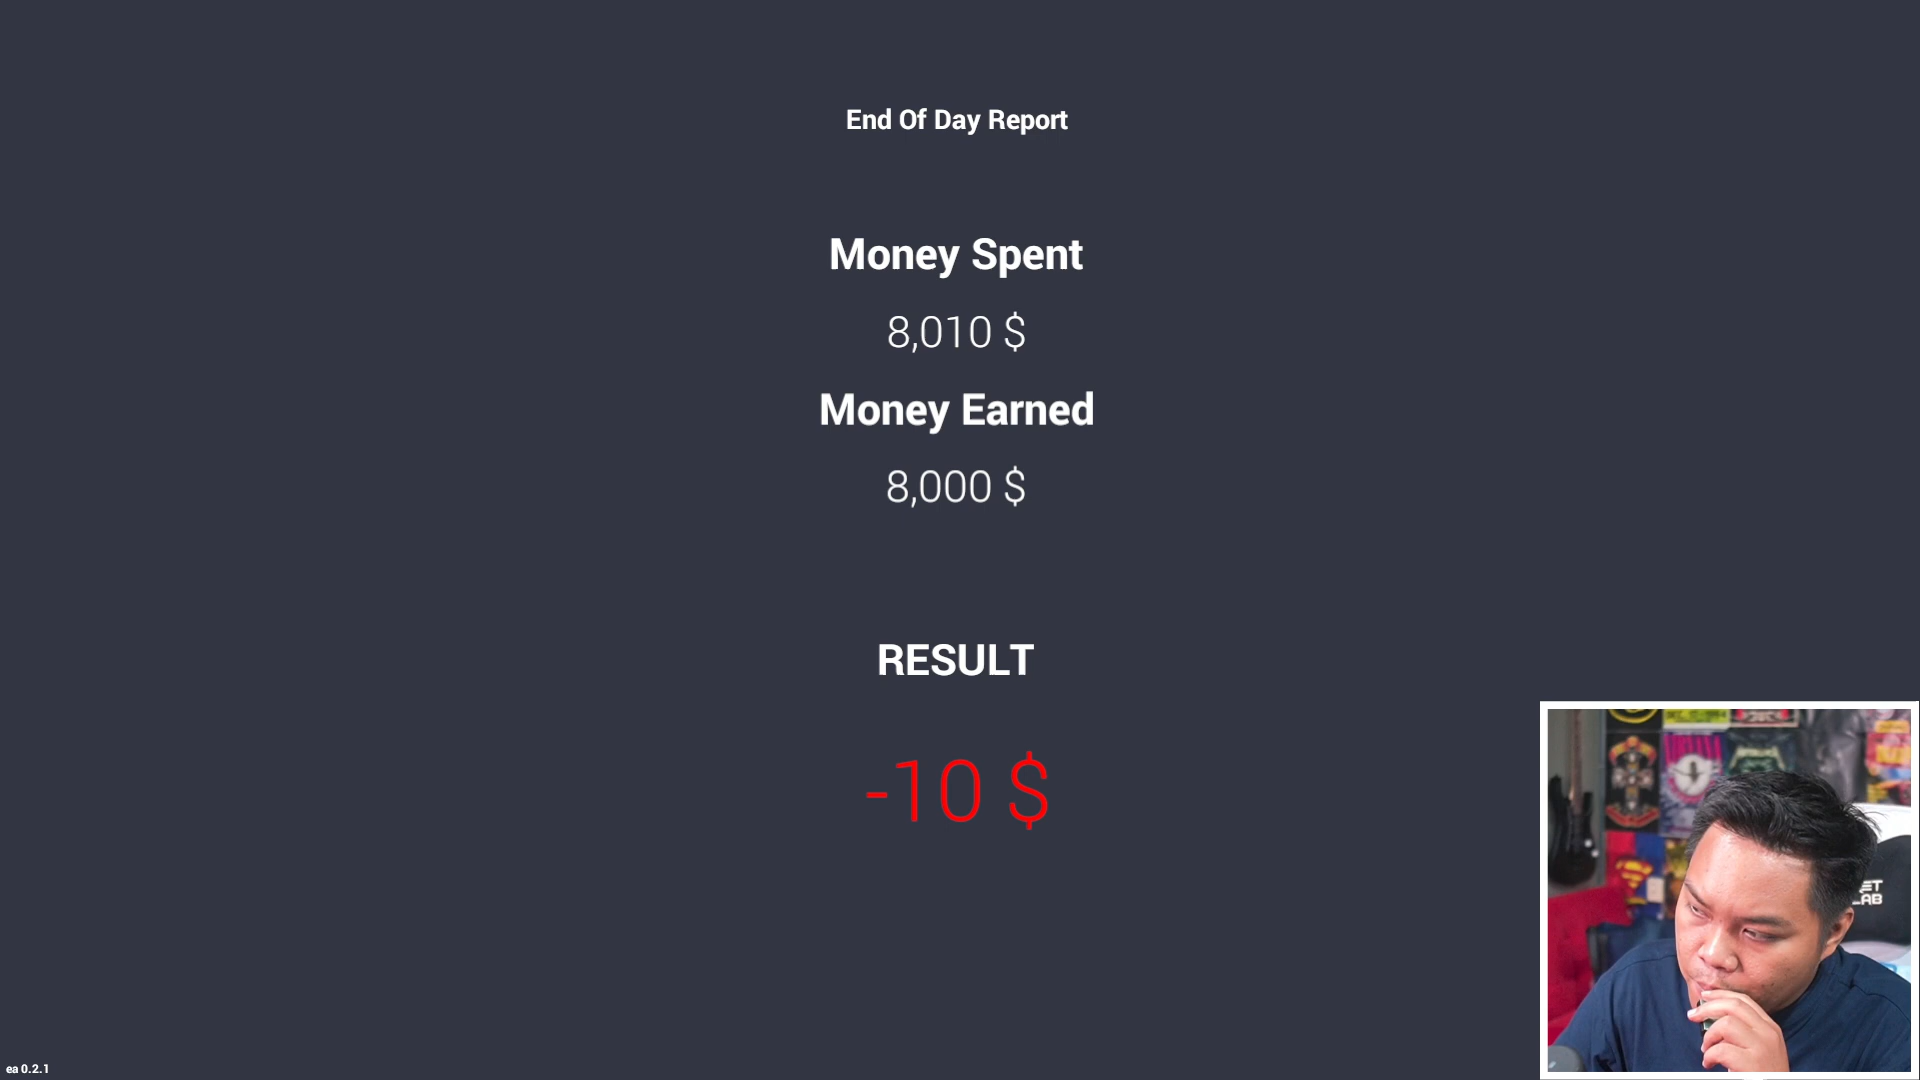 End Of Day Report
Money Spent
8,010 $
Money Earned
8,000 $
RESULT
-10 $
ea 0.2.1